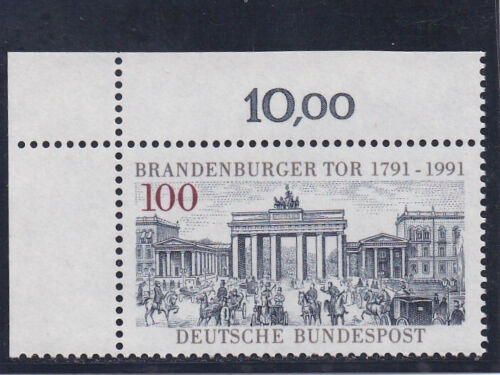 10,00
BRANDENBURGER TOR 1791-1991
100
DEUTSCHE BUNDESPOST